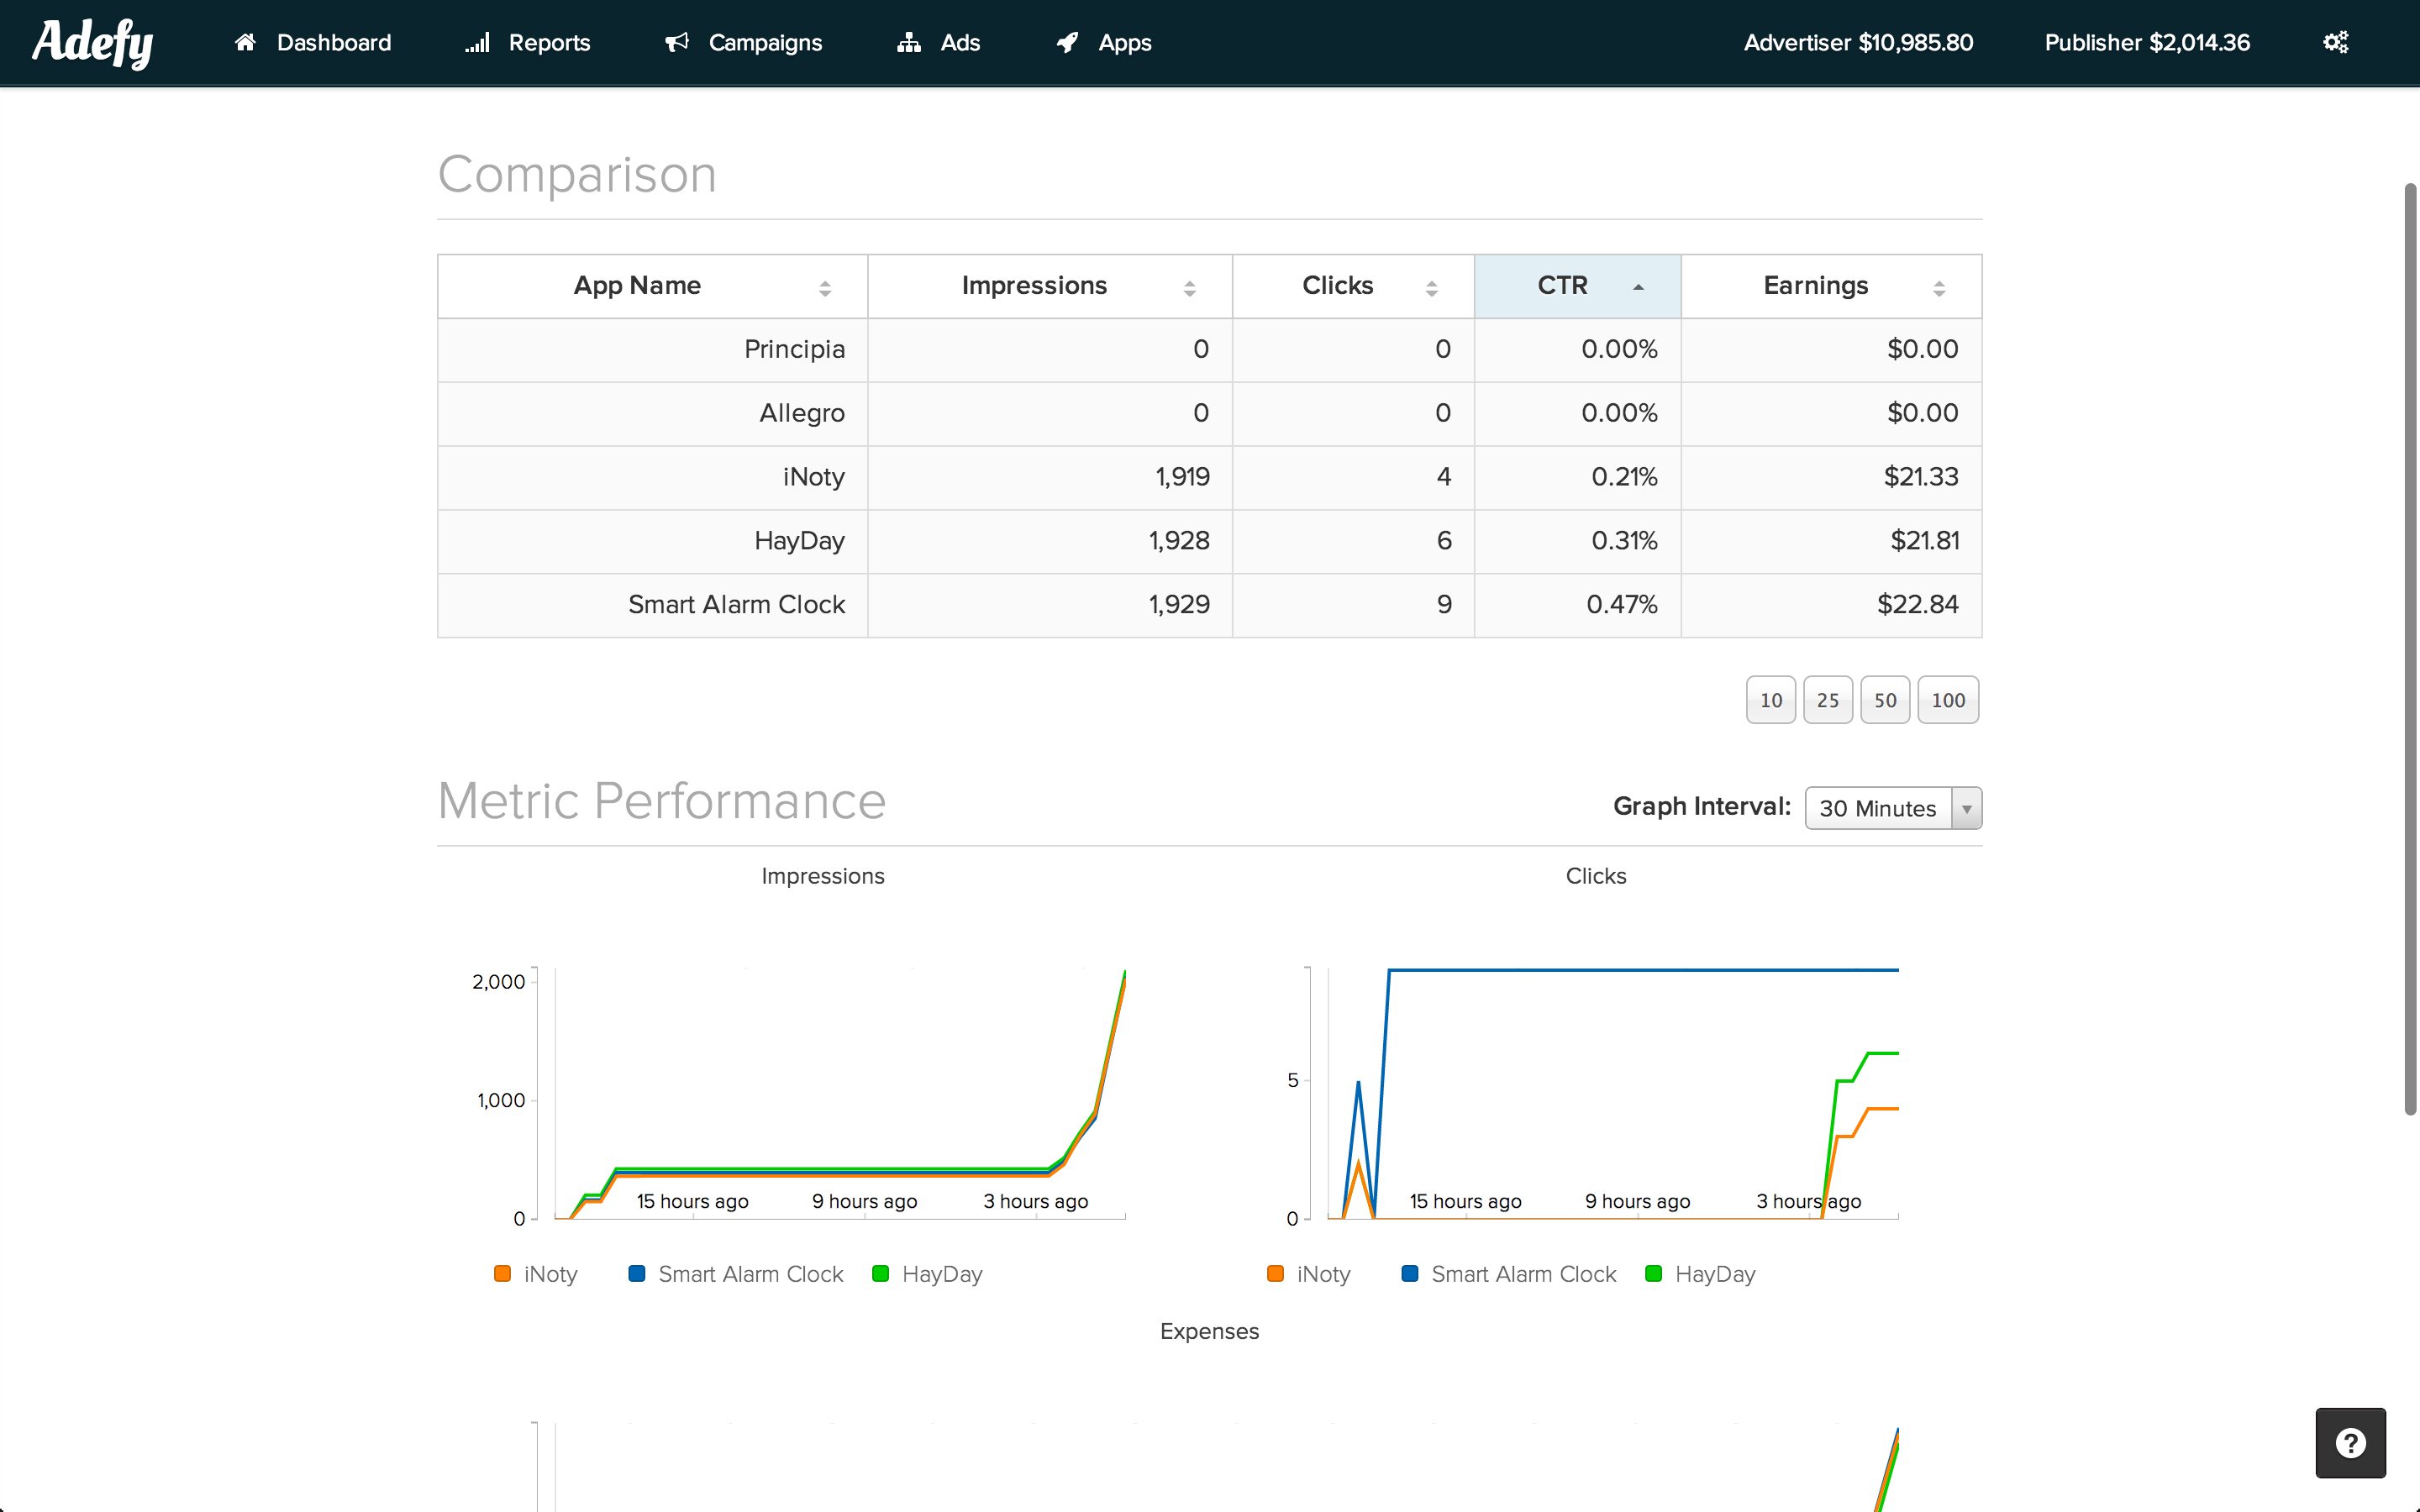 Adefy Dashboard Reports Campaigns Ads Apps Advertiser $10,985.80 Publisher $2,014.36
Comparison
App Name Impressions Clicks CTR Earnings
Principia 0 0 0.00% $0.00
Allegro 0 0 0.00% $0.00
iNoty 1,919 4 0.21% $21.33
HayDay 1,928 6 0.31% $21.81
Smart Alarm Clock 1,929 9 0.47% $22.84
10 25 50 100
Metric Performance Graph Interval: 30 Minutes
Impressions
2,000
1,000
0
15 hours ago 9 hours ago 3 hours ago
iNoty Smart Alarm Clock HayDay
Clicks
5
0
15 hours ago 9 hours ago 3 hours ago
iNoty Smart Alarm Clock HayDay
Expenses
?